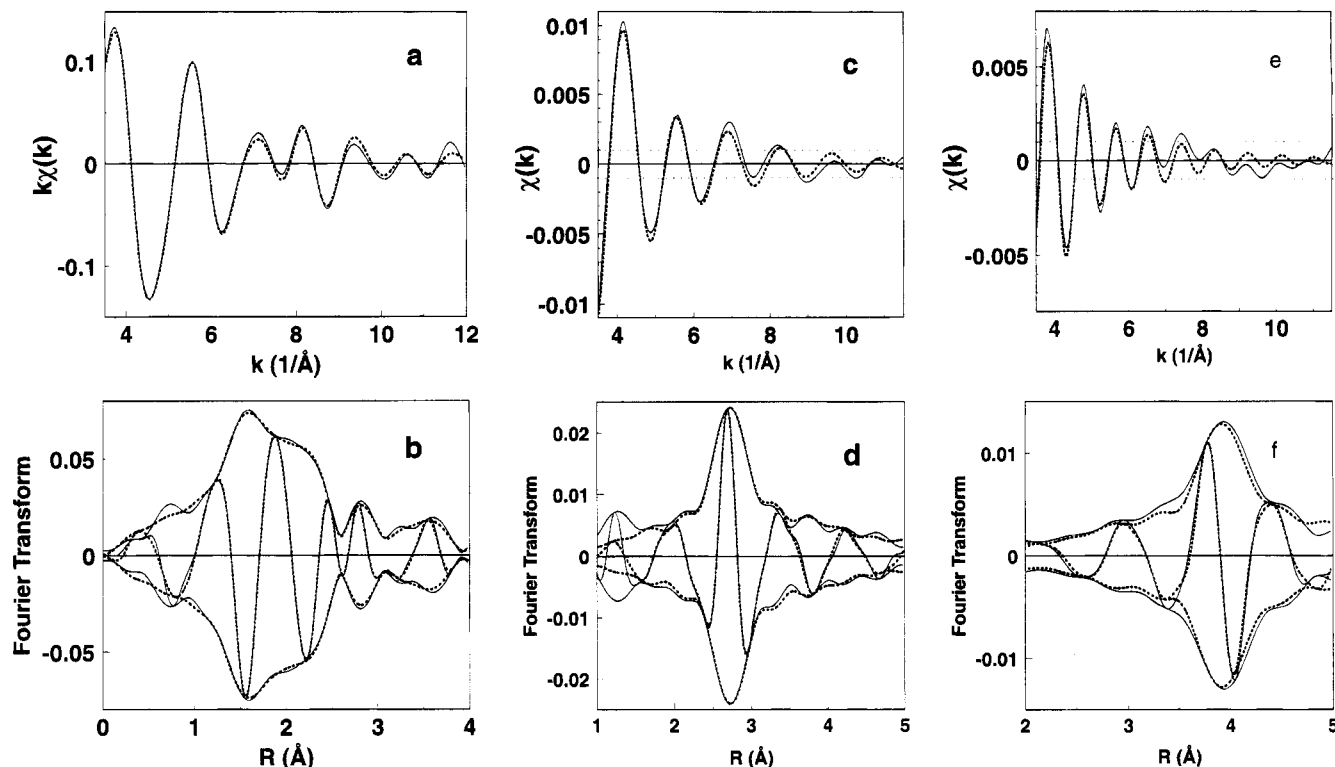 a
kχ(k)
0.1
0
-0.1
4 6 8 10 12
k (1/Å)
c
χ(k)
0.01
0.005
0
-0.005
-0.01
4 6 8 10
k (1/Å)
e
χ(k)
0.005
0
-0.005
4 6 8 10
k (1/Å)
b
Fourier Transform
0.05
0
-0.05
0 1 2 3 4
R (Å)
d
Fourier Transform
0.02
0.01
0
-0.01
-0.02
1 2 3 4 5
R (Å)
f
Fourier Transform
0.01
0
-0.01
2 3 4 5
R (Å)